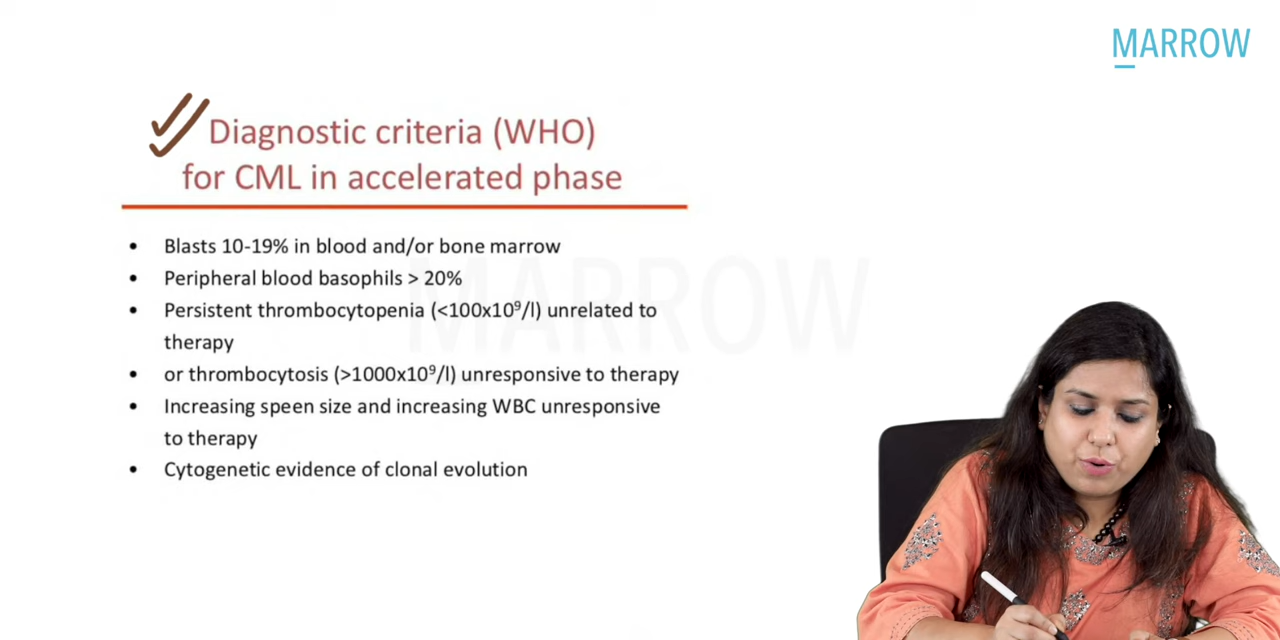 MARROW
Diagnostic criteria (WHO)
for CML in accelerated phase
• Blasts 10-19% in blood and/or bone marrow
• Peripheral blood basophils > 20%
• Persistent thrombocytopenia (<100x10⁹/l) unrelated to
therapy
• or thrombocytosis (>1000x10⁹/l) unresponsive to therapy
• Increasing speen size and increasing WBC unresponsive
to therapy
• Cytogenetic evidence of clonal evolution
MARROW